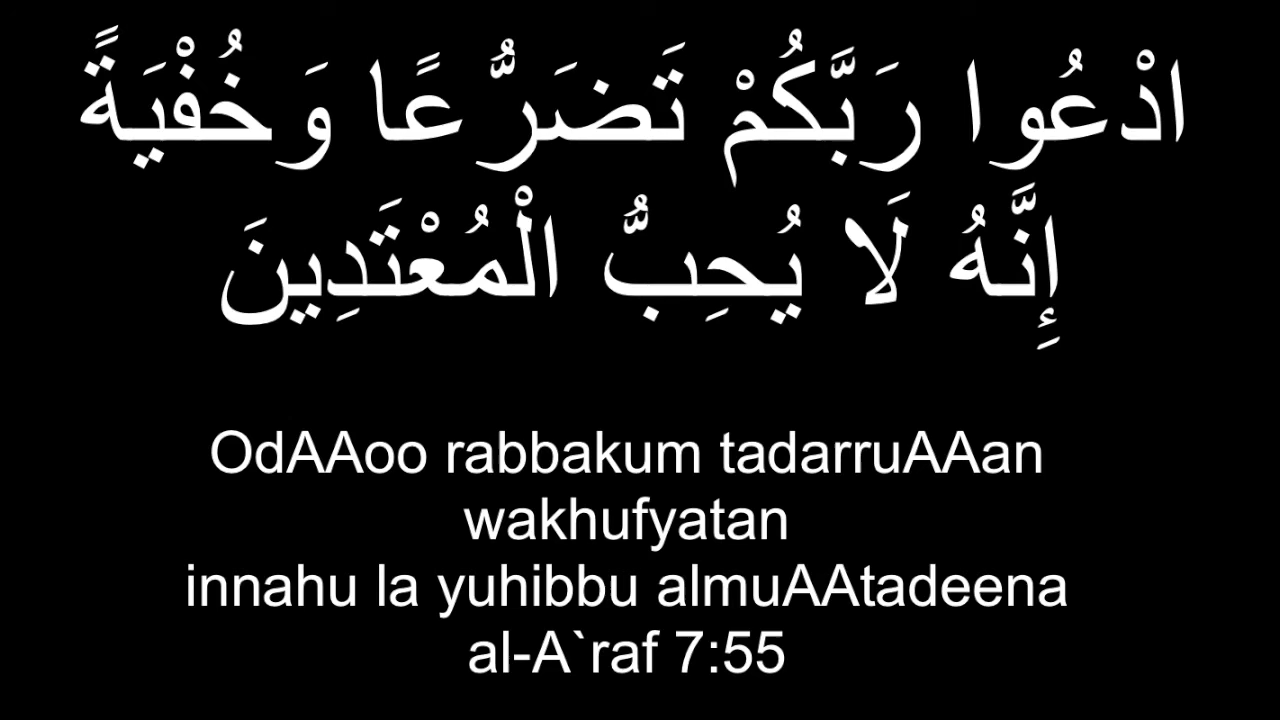 ادْعُوا رَبَّكُمْ تَضَرُّعًا وَخُفْيَةً
إِنَّهُ لَا يُحِبُّ الْمُعْتَدِينَ
OdAAoo rabbakum tadarruAAan
wakhufyatan
innahu la yuhibbu almuAAtadeena
al-A`raf 7:55